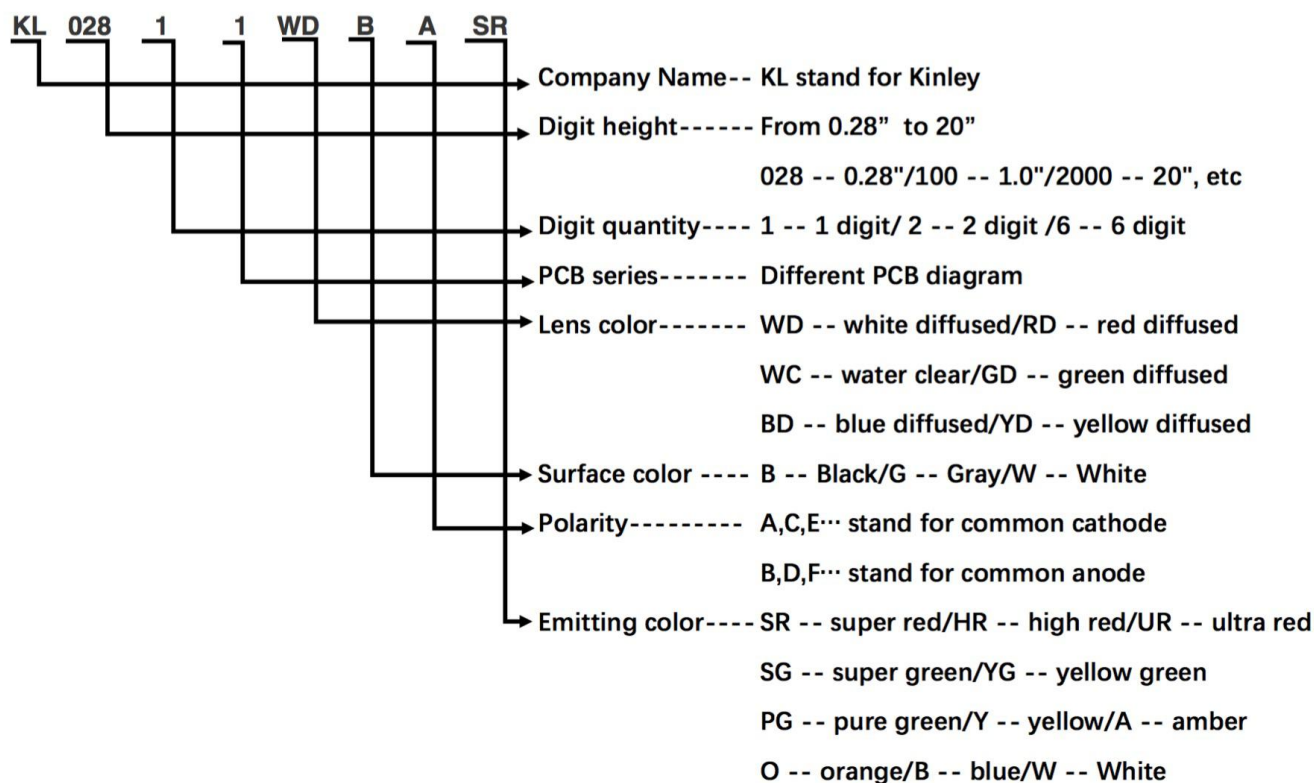 KL 028 1 1 WD B A SR
Company Name-- KL stand for Kinley
Digit height------ From 0.28” to 20”
028 -- 0.28"/100 -- 1.0"/2000 -- 20", etc
Digit quantity---- 1 -- 1 digit/ 2 -- 2 digit /6 -- 6 digit
PCB series------- Different PCB diagram
Lens color------- WD -- white diffused/RD -- red diffused
WC -- water clear/GD -- green diffused
BD -- blue diffused/YD -- yellow diffused
Surface color ---- B -- Black/G -- Gray/W -- White
Polarity--------- A,C,E··· stand for common cathode
B,D,F··· stand for common anode
Emitting color---- SR -- super red/HR -- high red/UR -- ultra red
SG -- super green/YG -- yellow green
PG -- pure green/Y -- yellow/A -- amber
O -- orange/B -- blue/W -- White